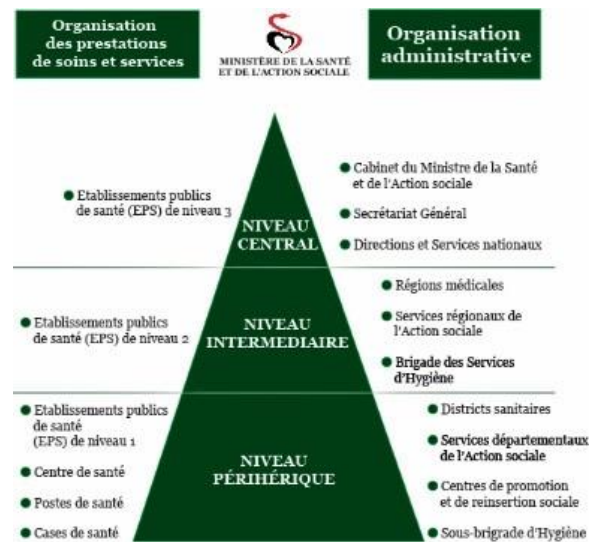 Organisation
des prestations
de soins et services
MINISTÈRE DE LA SANTÉ
ET DE L'ACTION SOCIALE
Organisation
administrative
Etablissements publics
de santé (EPS) de niveau 3
NIVEAU
CENTRAL
Cabinet du Ministre de la Santé
et de l'Action sociale
Secrétariat Général
Directions et Services nationaux
Etablissements publics
de santé (EPS) de niveau 2
NIVEAU
INTERMEDIAIRE
Régions médicales
Services régionaux de
l'Action sociale
Brigade des Services
d'Hygiène
Etablissements publics
de santé
(EPS) de niveau 1
Centre de santé
Postes de santé
Cases de santé
NIVEAU
PÉRIHÉRIQUE
Districts sanitaires
Services départementaux
de l'Action sociale
Centres de promotion
et de reinsertion sociale
Sous-brigade d'Hygiène